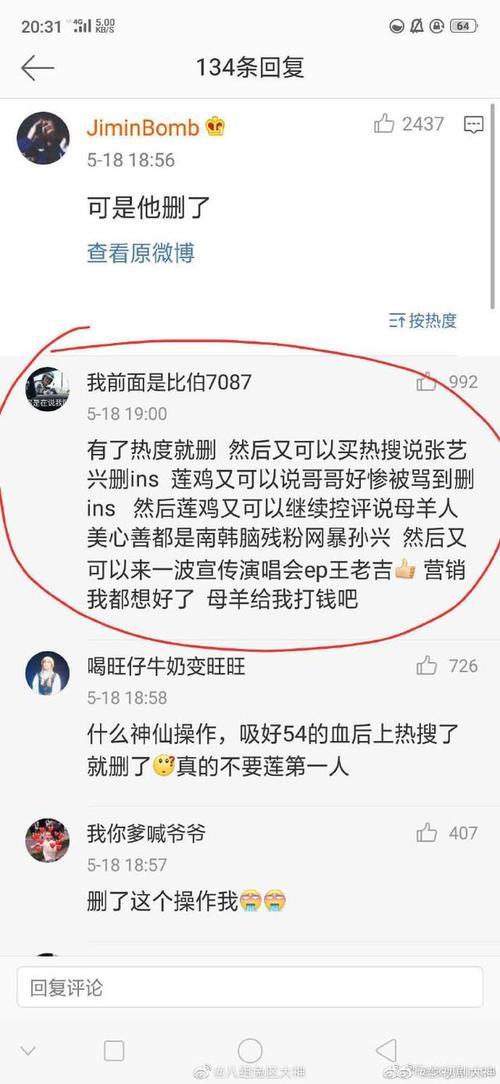 20:31 4G 5.00 KB/S 64
134条回复
JiminBomb 2437
5-18 18:56
可是他删了
查看原微博
按热度
我前面是比伯7087 992
5-18 19:00
有了热度就删 然后又可以买热搜说张艺
兴删ins 莲鸡又可以说哥哥好惨被骂到删
ins 然后莲鸡又可以继续控评说母羊人
美心善都是南韩脑残粉网暴孙兴 然后又
可以来一波宣传演唱会ep王老吉👍 营销
我都想好了 母羊给我打钱吧
喝旺仔牛奶变旺旺 726
5-18 18:58
什么神仙操作，吸好54的血后上热搜了
就删了真的不要莲第一人
我你爹喊爷爷 407
5-18 18:57
删了这个操作我😭😭
回复评论
@八组兔区大神